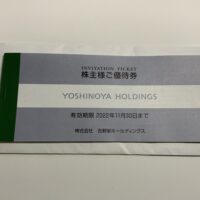 INVITATION TICKET
株主様ご優待券
YOSHINOYA HOLDINGS
有効期限 2022年11月30日まで
株式会社 吉野家ホールディングス